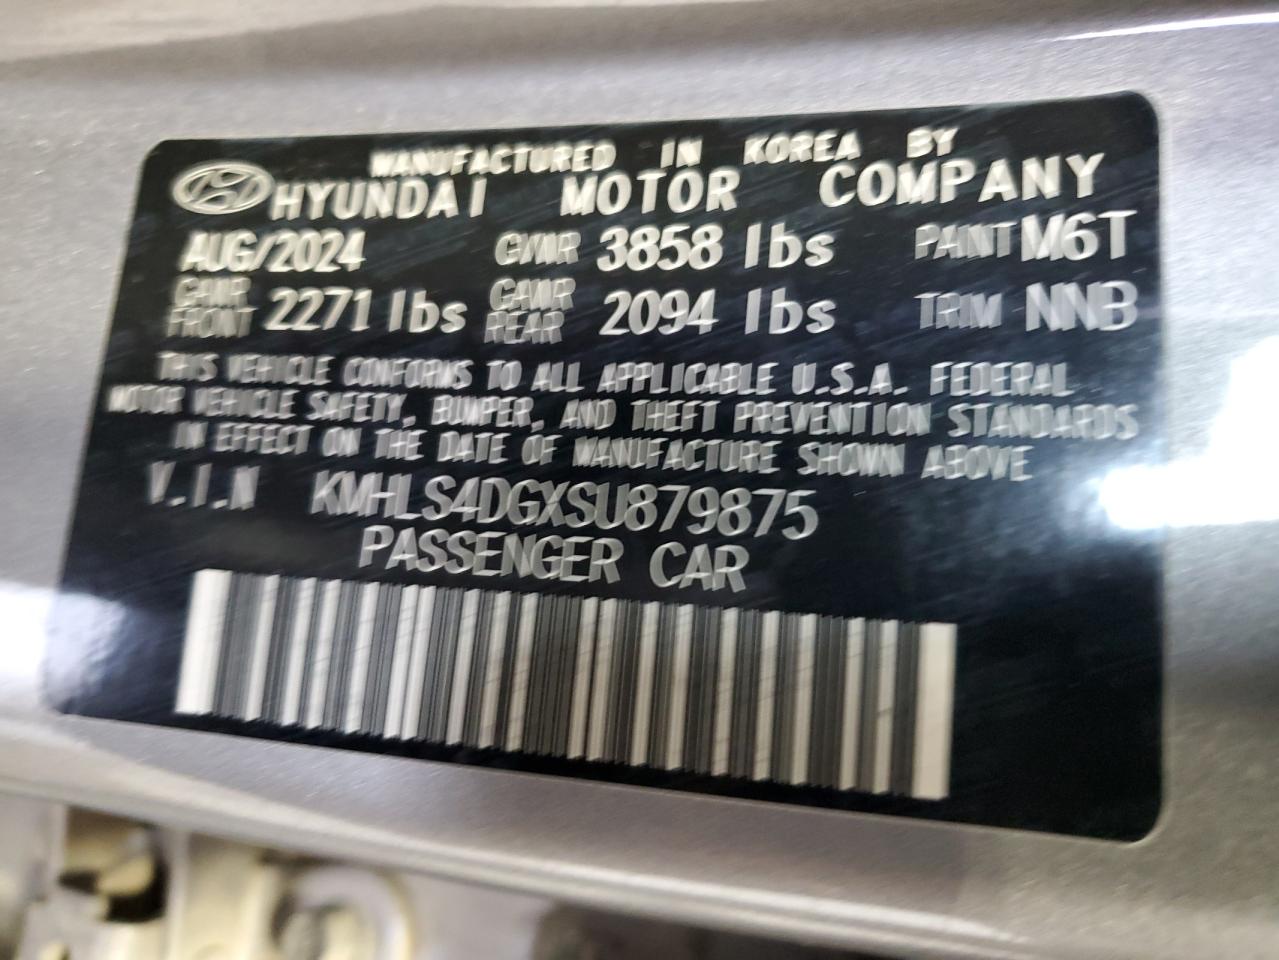 MANUFACTURED IN KOREA BY
HYUNDAI MOTOR COMPANY
AUG/2024 GVWR 3858 lbs PAINT M6T
GAWR FRONT 2271 lbs GAWR REAR 2094 lbs TRIM NNB
THIS VEHICLE CONFORMS TO ALL APPLICABLE U.S.A. FEDERAL
MOTOR VEHICLE SAFETY, BUMPER, AND THEFT PREVENTION STANDARDS
IN EFFECT ON THE DATE OF MANUFACTURE SHOWN ABOVE
V.I.N KMHLS4DGXSU879875
PASSENGER CAR